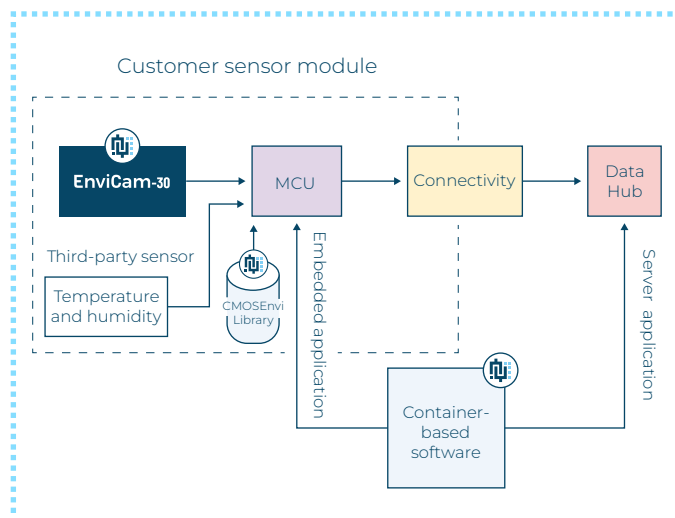 Customer sensor module
EnviCam-30
MCU
Connectivity
Data
Hub
Third-party sensor
Temperature
and humidity
CMOSEnvi
Library
Embedded application
Server application
Container-
based
software